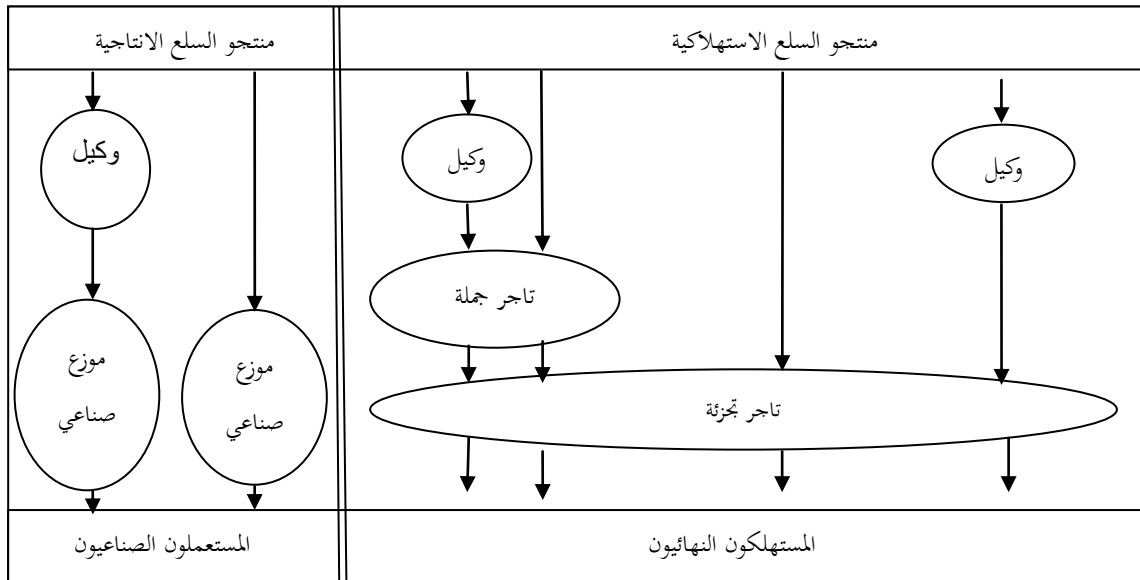 منتجو السلع الاستهلاكية
منتجو السلع الانتاجية
وكيل
وكيل
وكيل
تاجر جملة
تاجر تجزئة
موزع
صناعي
موزع
صناعي
المستهلكون النهائيون
المستعملون الصناعيون